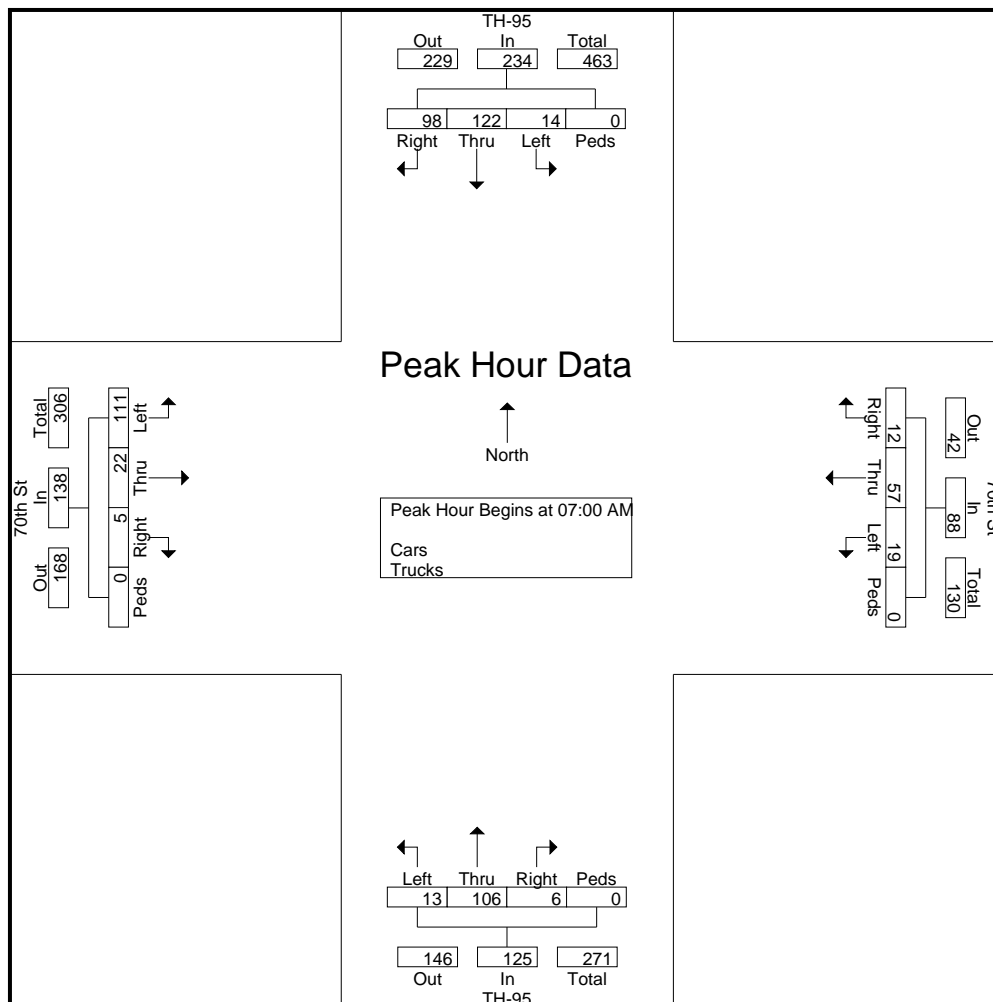 TH-95
Out In Total
229 234 463
98 122 14 0
Right Thru Left Peds
Peak Hour Data
North
Peak Hour Begins at 07:00 AM
Cars
Trucks
70th St
Total In Out
306 138 168
111 22 5 0
Left Thru Right Peds
Right Thru Left Peds
12 57 19 0
Out In Total
42 88 130
70th St
Left Thru Right Peds
13 106 6 0
146 125 271
Out In Total
TH-95